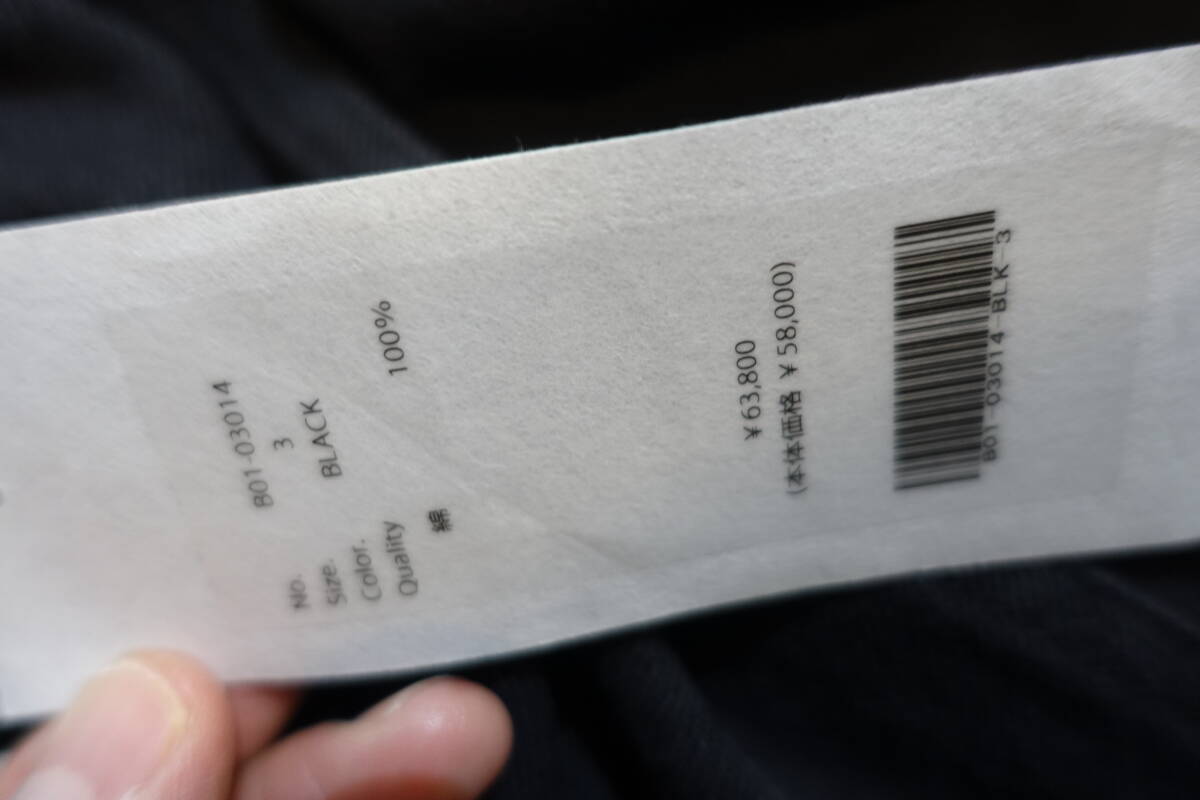 No. B01-03014
Size. 3
Color. BLACK
Quality
綿 100%
¥63,800
(本体価格 ¥58,000)
B01-03014-BLK-3